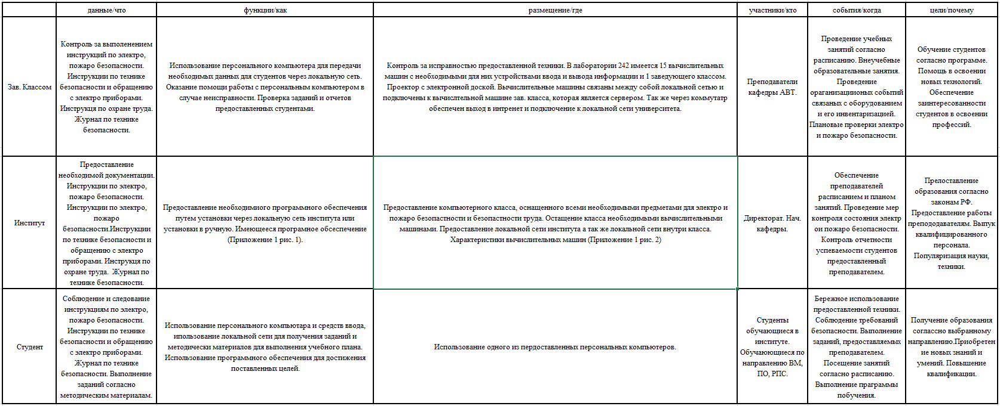 данные/что
функции/как
размещение/где
участники/кто
события/когда
цели/почему
Зав. Классом
Контроль за выполенением
инструкций по электро,
пожаро безопасности.
Инструкции по технике
безопасности и обращению
с электро приборами.
Инструкця по охране труда.
Журнал по технике
безопасности.
Использование персонального компьютера для передачи
необходимых данных для студентов через локальную сеть.
Оказание помощи работы с персональным компьютером в
случае неисправности. Проверка заданий и отчетов
предоставленных студентами.
Контроль за исправностью предоставленной техники. В лаборатории 242 имеется 15 вычислительных
машин с необходимыми для них устройствами ввода и вывода информации и 1 заведующего классом.
Проектор с электронной доской. Вычислительные машины связаны между собой локальной сетью и
подключены к вычислтельной машине зав. класса, которая является сервером. Так же через коммутатр
обеспечен выход в интренет и подключение к локальной сети университета.
Преподаватели
кафедры АВТ.
Проведение учебных
занятий согласно
расписанию. Внеучебные
образовательные занятия.
Проведение
ораганизациионых событий
связаных с оборудованием
и его инвентаризацией.
Плановые проверки электро
и пожаро безопасности.
Обучение студентов
согласно программе.
Помощь в освоении
новых технологий.
Обеспечение
заинтересованности
студентов в освоении
профессий.
Институт
Предоставление
необходимой документации.
Инструкции по электро,
пожаро безопасности.
Инструкции по электро,
пожаро
безопасности.Инструкции
по технике безопасности и
обращению с электро
приборами. Инструкця по
охране труда. Журнал по
технике безопасности.
Предоставление необходимиого программного обеспечения
путем установки через локальную сеть института или
установки в ручную. Имеющееся програмное обсеспечение
(Приложение 1 рис. 1).
Предоставление компьютерного класса, оснащенного всеми необходимыми предметами для электро и
пожаро безопастности и безопастности труда. Остащение класса необходимыми вычислительными
машинами. Предоставление локальной сети института а так же локальной сети внутри класса.
Характеристики вычислительных машин (Приложение 1 рис. 2)
Директорат. Нач.
кафедры.
Обеспечение
преподавателей
расписанием и планом
занятий. Проведение мер
контроля состояния электр
ои пожаро безопасности.
Контроль отчетности
успеваемости студентов
предоставленный
преподавателем.
Прелоставление
образования согласно
законам РФ.
Предоставление работы
препододавателям. Выпук
квалифицированного
персонала.
Популяризация науки,
техники.
Студент
Соблюдение и следование
инструкциям по электро,
пожаро безопасности.
Инструкции по технике
безопасности и обращению
с электро приборами.
Журнал по технике
безопасности. Выполнение
заданий согласно
методическим материалам.
Использование персонального компьютара и средств ввода,
ипользование локальной сети для получения заданий и
методически материалов для выполнения учебного плана.
Использование программного обеспечения для достижения
поставленных целей.
Использование одного из пердоставленных персональных компьютеров.
Студенты
обучающиеся в
институте.
Обучаюющиеся по
направлению ВМ,
ПО, РПС.
Бережное использование
предоставленной техники.
Соблюдение требований
безопасности. Выполнение
заданий, предоставляемых
преподавателем.
Посещение занятий
согласно расписанию.
Выполнение праграммы
побучения.
Получение образования
соглассно выбранному
направлению.Приобретен
ие новых знаний и
умений. Повышение
квалификации.